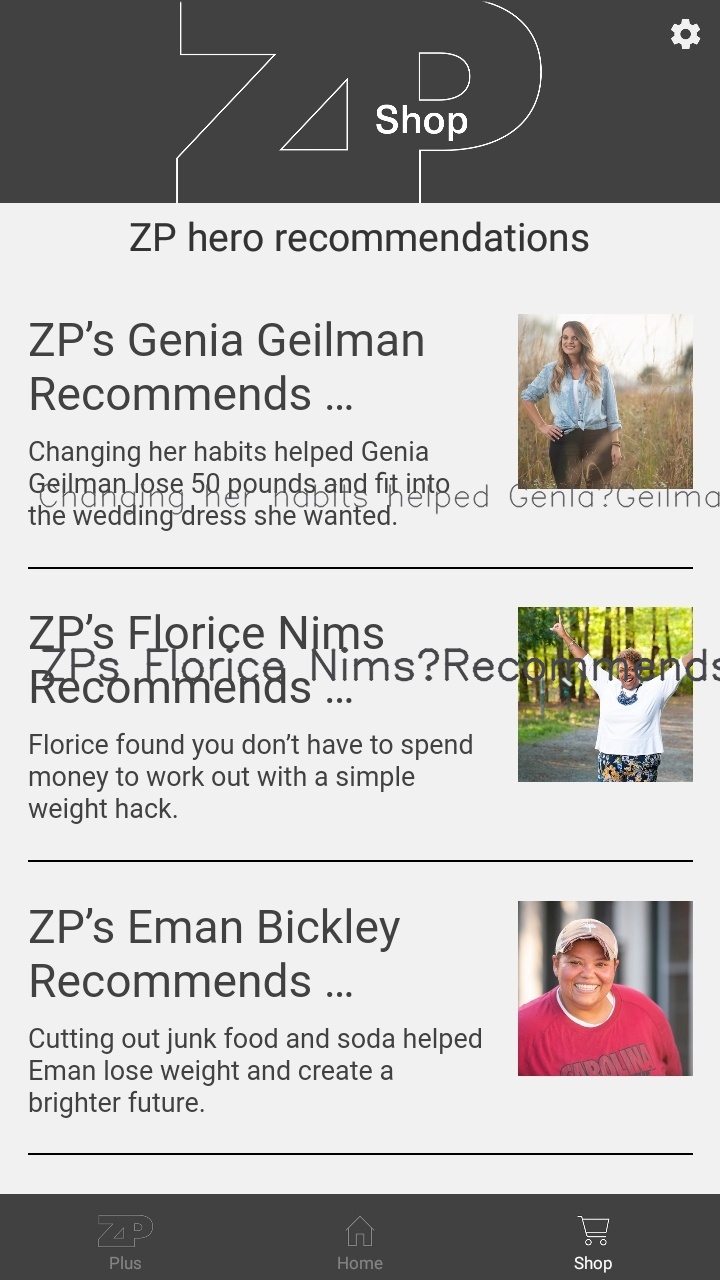 ZP
Shop
ZP hero recommendations
ZP’s Genia Geilman
Recommends ...
Changing her habits helped Genia
Geilman lose 50 pounds and fit into
Changing her habits helped Genia?Geilma
the wedding dress she wanted.
ZP’s Florice Nims
ZPs Florice Nims?Recommends
Recommends ...
Florice found you don’t have to spend
money to work out with a simple
weight hack.
ZP’s Eman Bickley
Recommends ...
CAROLINA
Cutting out junk food and soda helped
Eman lose weight and create a
brighter future.
ZP
Plus
Home
Shop